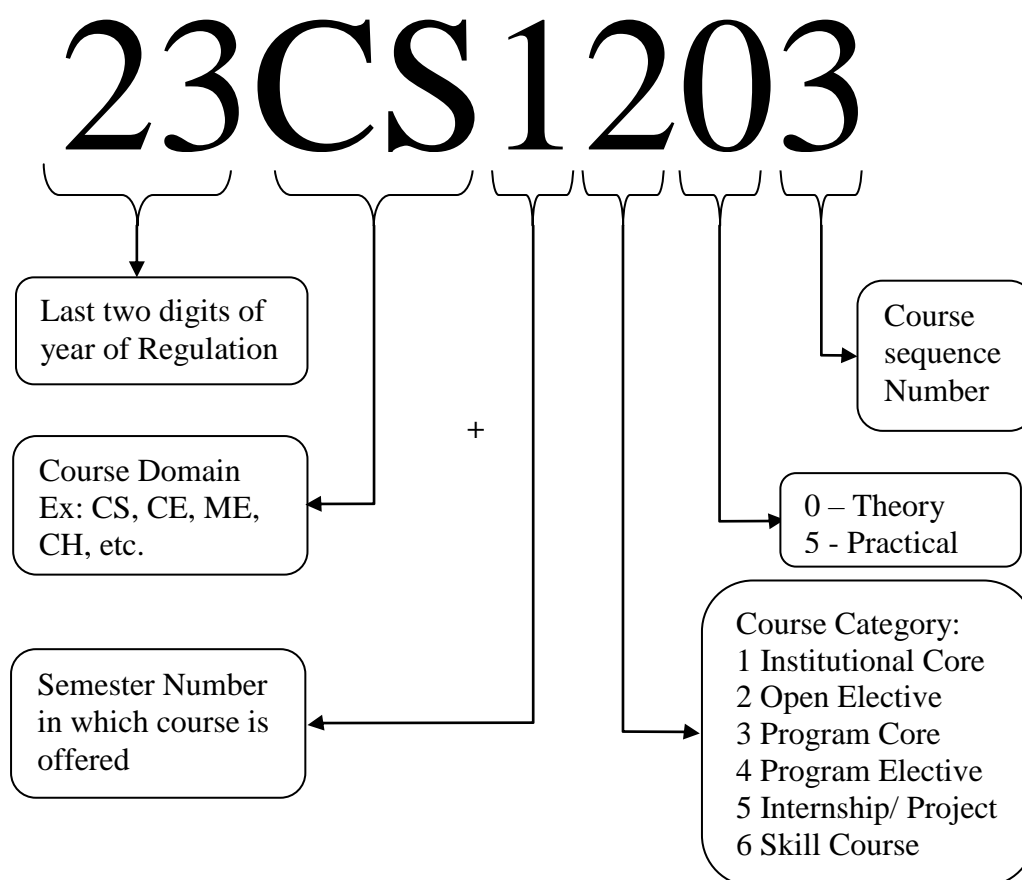 23CS1203
Last two digits of
year of Regulation
Course
sequence
Number
+
Course Domain
Ex: CS, CE, ME,
CH, etc.
0 – Theory
5 - Practical
Semester Number
in which course is
offered
Course Category:
1 Institutional Core
2 Open Elective
3 Program Core
4 Program Elective
5 Internship/ Project
6 Skill Course